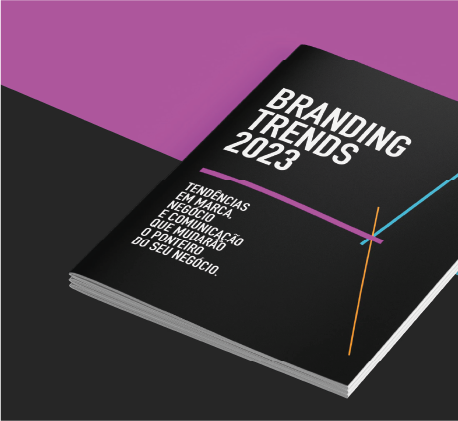 BRANDING
TRENDS
2023
TENDÊNCIAS
EM MARCA,
NEGÓCIO
E COMUNICAÇÃO
QUE MUDARÃO
O PONTEIRO
DO SEU NEGÓCIO.